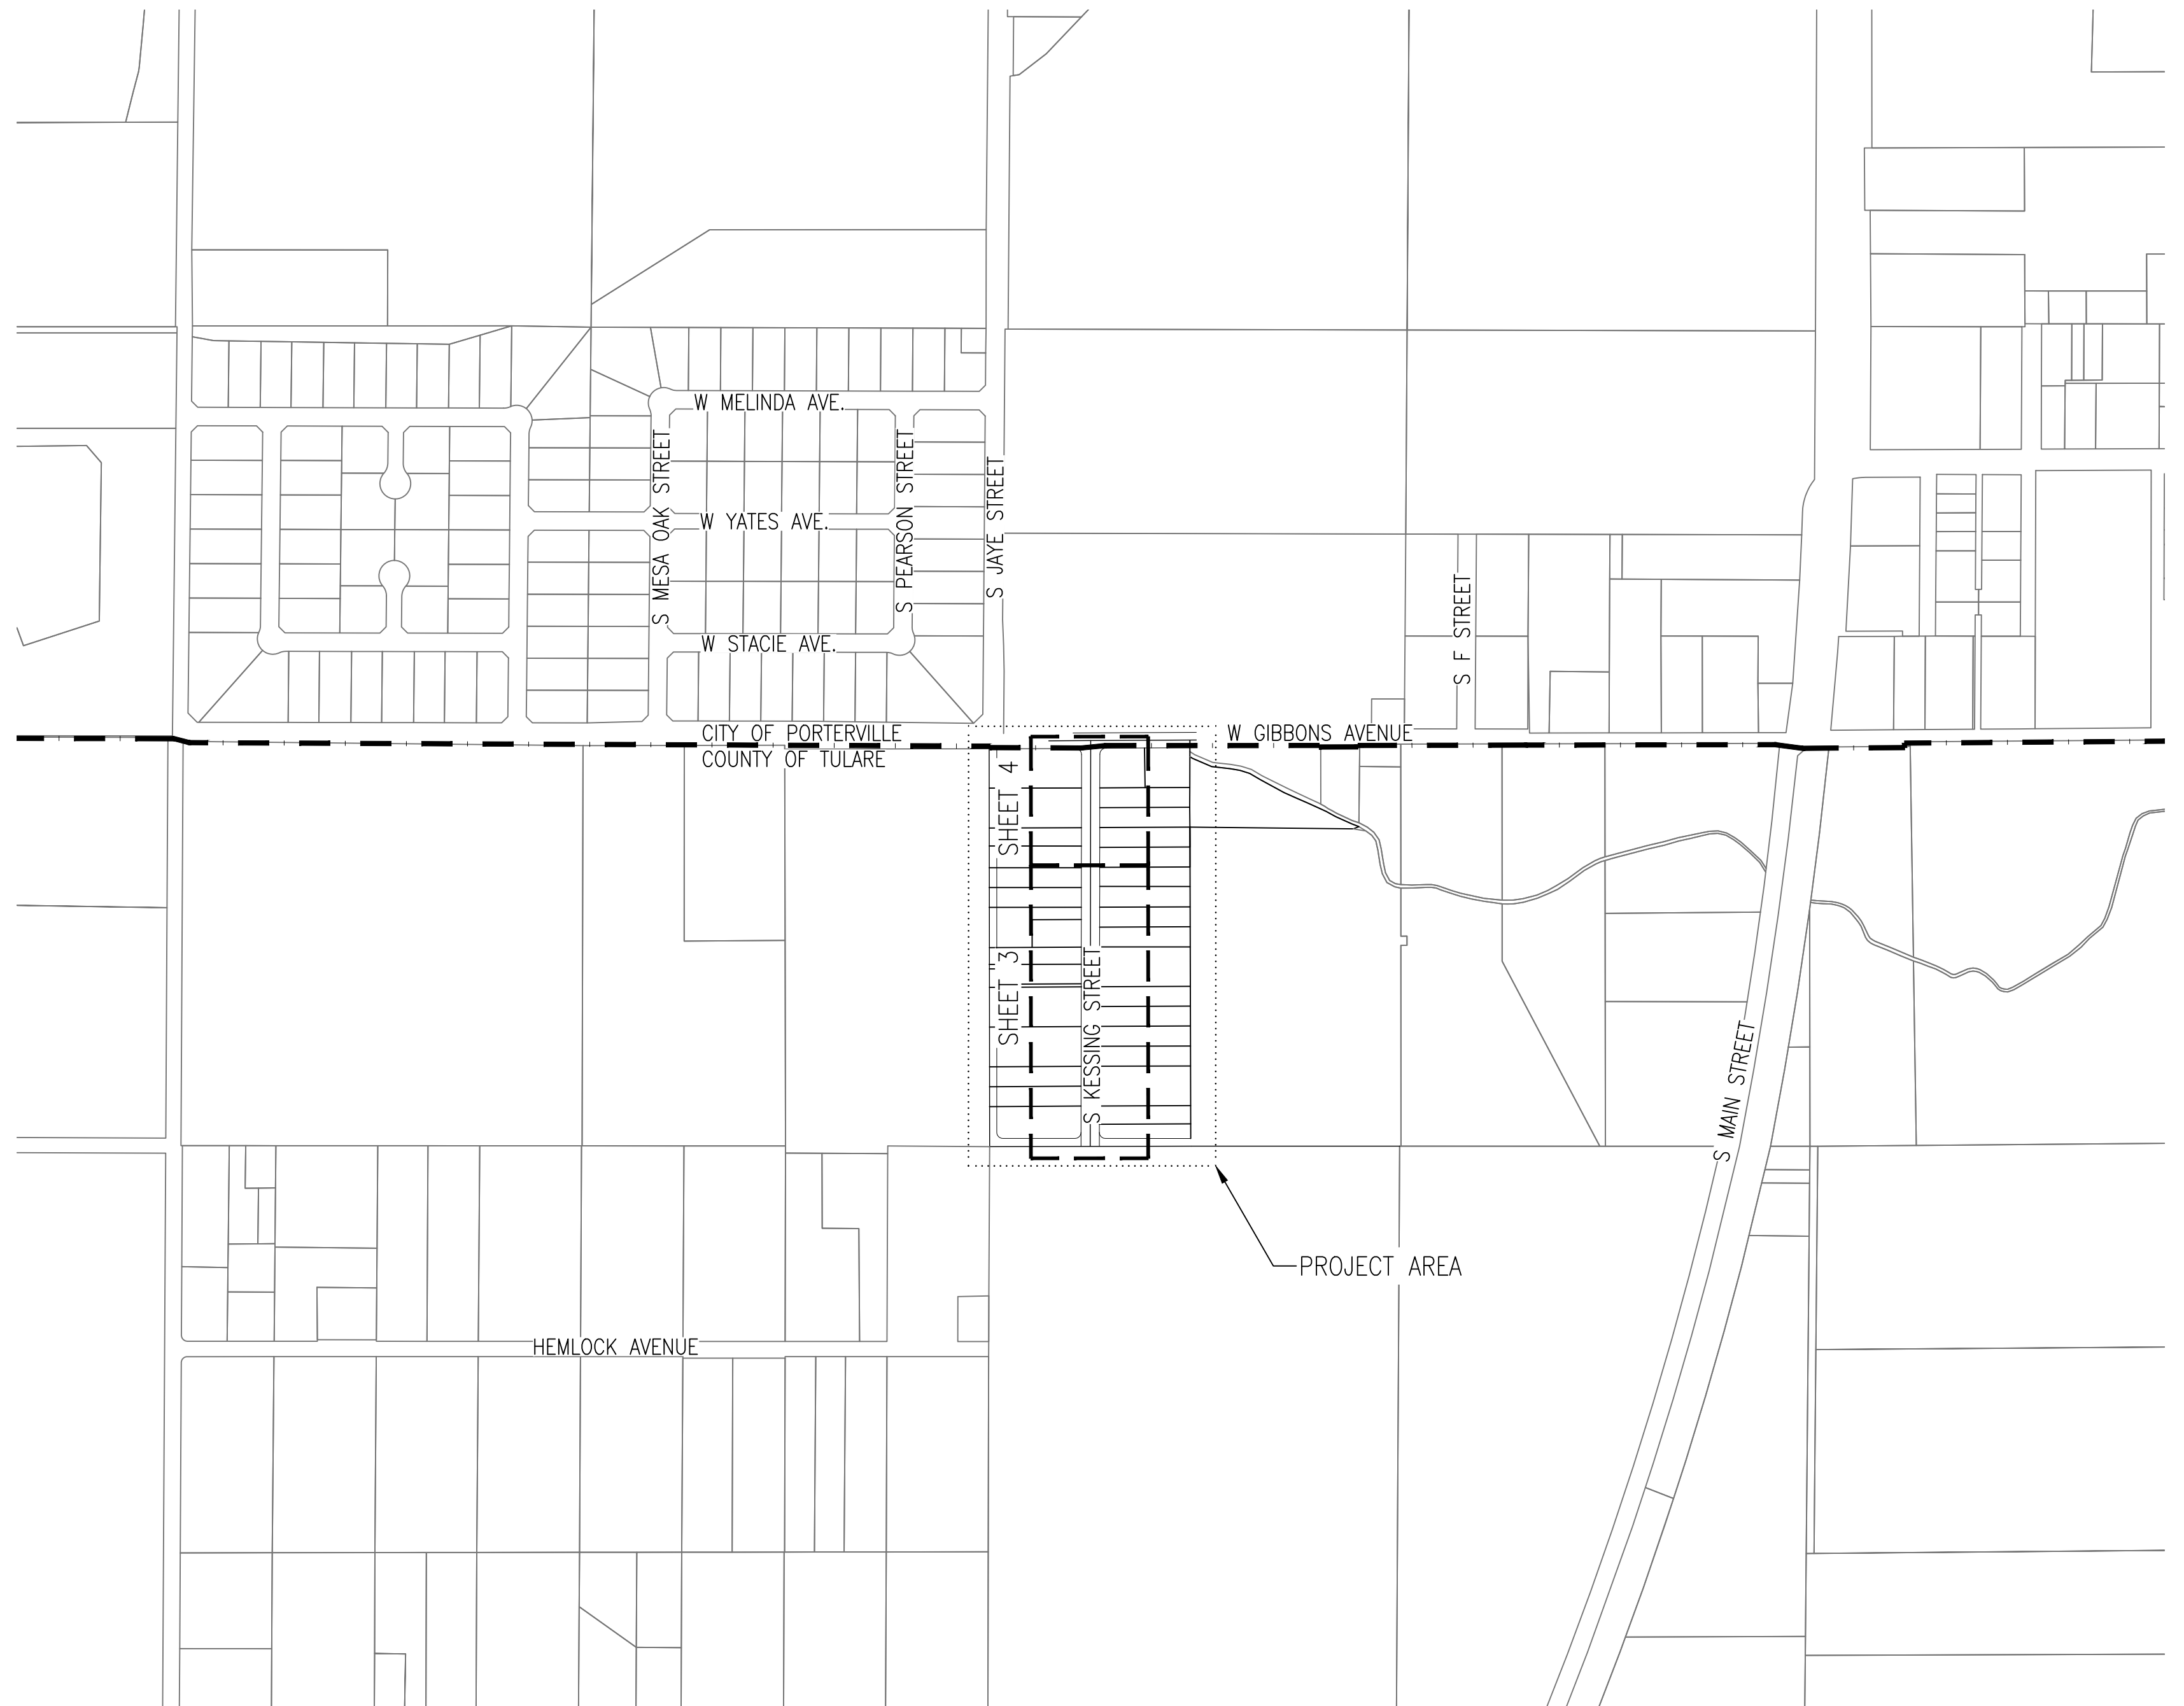 W MELINDA AVE.
S MESA OAK STREET
S PEARSON STREET
S JAYE STREET
W YATES AVE.
S F STREET
W STACIE AVE.
CITY OF PORTERVILLE
COUNTY OF TULARE
W GIBBONS AVENUE
SHEET 4
SHEET 3
S KESSING STREET
S MAIN STREET
PROJECT AREA
HEMLOCK AVENUE